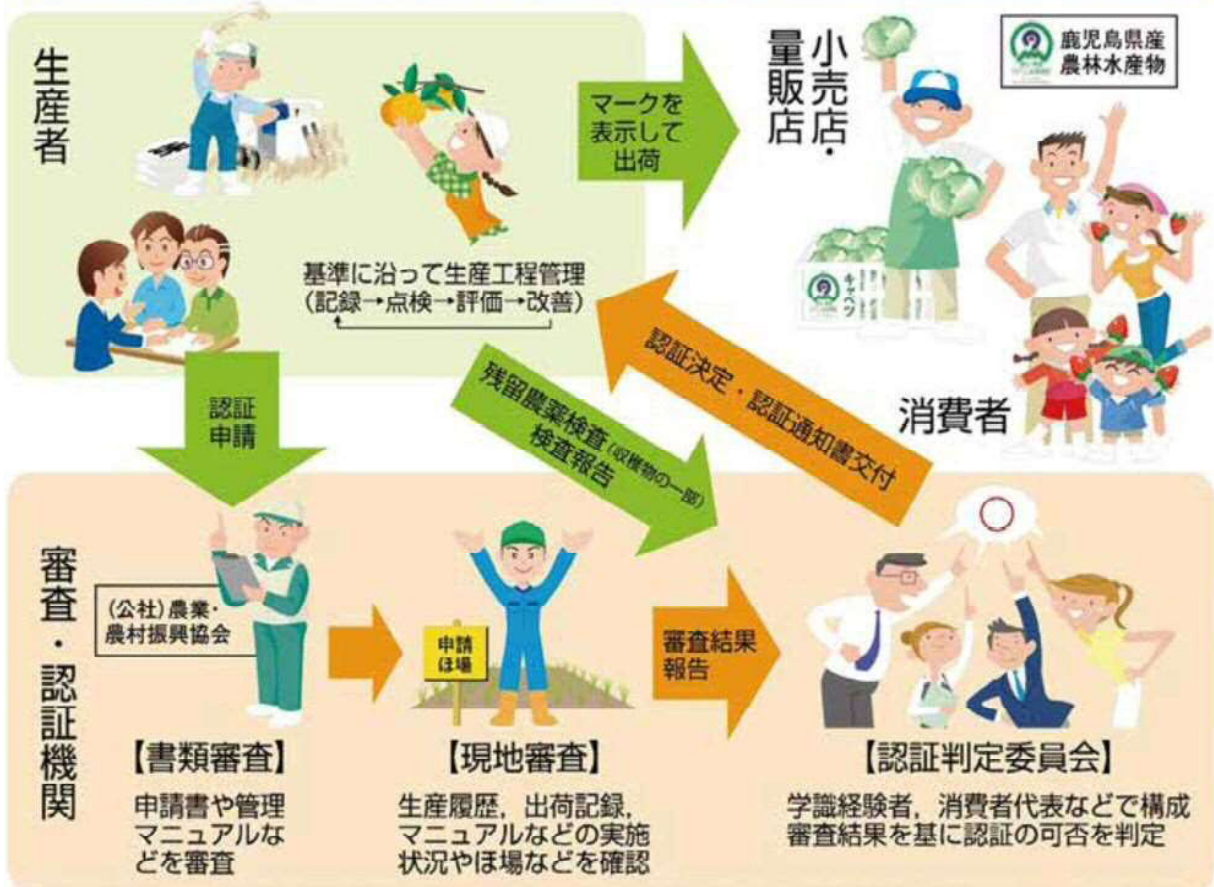 生産者
基準に沿って生産工程管理
(記録→点検→評価→改善)
マークを
表示して
出荷
小売店・
量販店
鹿児島県産
農林水産物
キャベツ
消費者
認証
申請
残留農薬検査(収穫物の一部)
検査報告
認証決定・認証通知書交付
審査・認証機関
(公社)農業・
農村振興協会
【書類審査】
申請書や管理
マニュアルな
どを審査
申請
ほ場
【現地審査】
生産履歴,出荷記録,
マニュアルなどの実施
状況やほ場などを確認
審査結果
報告
【認証判定委員会】
学識経験者,消費者代表などで構成
審査結果を基に認証の可否を判定